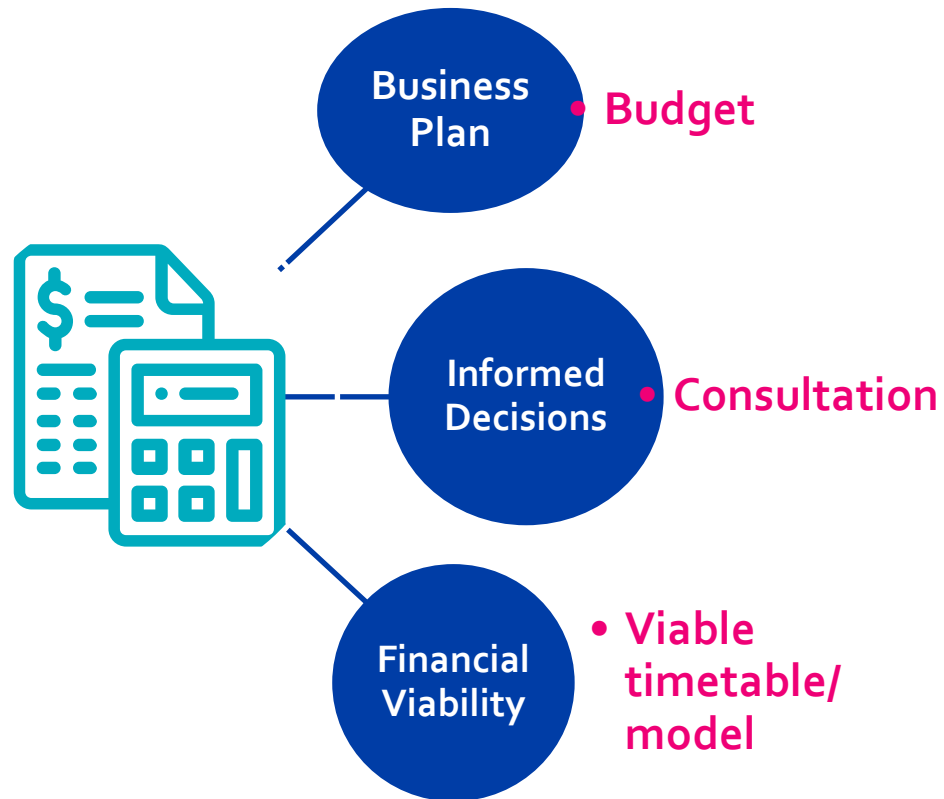 Business
Plan
• Budget
Informed
Decisions
• Consultation
Financial
Viability
• Viable
timetable/
model
$